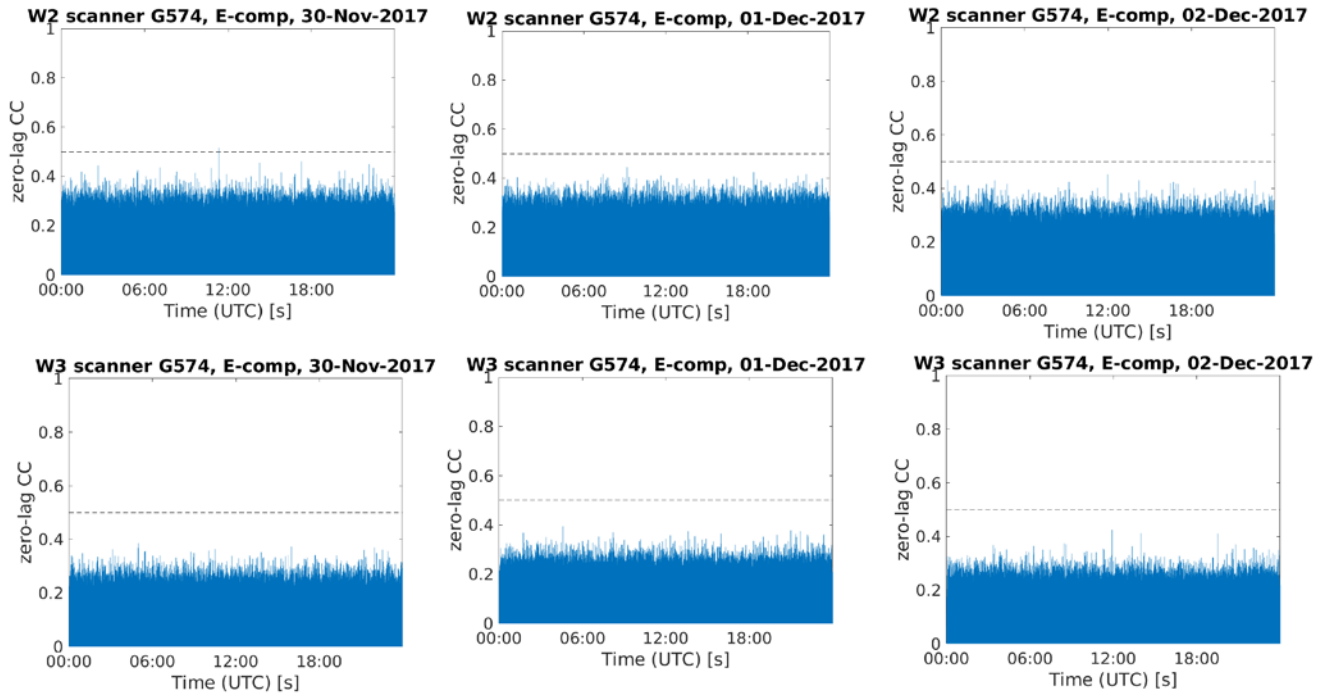 W2 scanner G574, E-comp, 30-Nov-2017
1
0.8
0.6
0.4
0.2
0
zero-lag CC
00:00 06:00 12:00 18:00
Time (UTC) [s]
W2 scanner G574, E-comp, 01-Dec-2017
1
0.8
0.6
0.4
0.2
0
zero-lag CC
00:00 06:00 12:00 18:00
Time (UTC) [s]
W2 scanner G574, E-comp, 02-Dec-2017
1
0.8
0.6
0.4
0.2
0
zero-lag CC
00:00 06:00 12:00 18:00
Time (UTC) [s]
W3 scanner G574, E-comp, 30-Nov-2017
1
0.8
0.6
0.4
0.2
0
zero-lag CC
00:00 06:00 12:00 18:00
Time (UTC) [s]
W3 scanner G574, E-comp, 01-Dec-2017
1
0.8
0.6
0.4
0.2
0
zero-lag CC
00:00 06:00 12:00 18:00
Time (UTC) [s]
W3 scanner G574, E-comp, 02-Dec-2017
1
0.8
0.6
0.4
0.2
0
zero-lag CC
00:00 06:00 12:00 18:00
Time (UTC) [s]